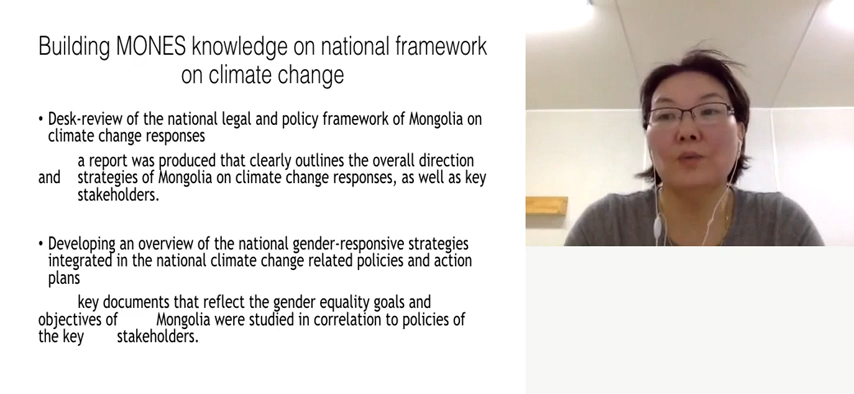 Building MONES knowledge on national framework
on climate change
• Desk-review of the national legal and policy framework of Mongolia on
climate change responses
a report was produced that clearly outlines the overall direction
and strategies of Mongolia on climate change responses, as well as key
stakeholders.
• Developing an overview of the national gender-responsive strategies
integrated in the national climate change related policies and action
plans
key documents that reflect the gender equality goals and
objectives of Mongolia were studied in correlation to policies of
the key stakeholders.